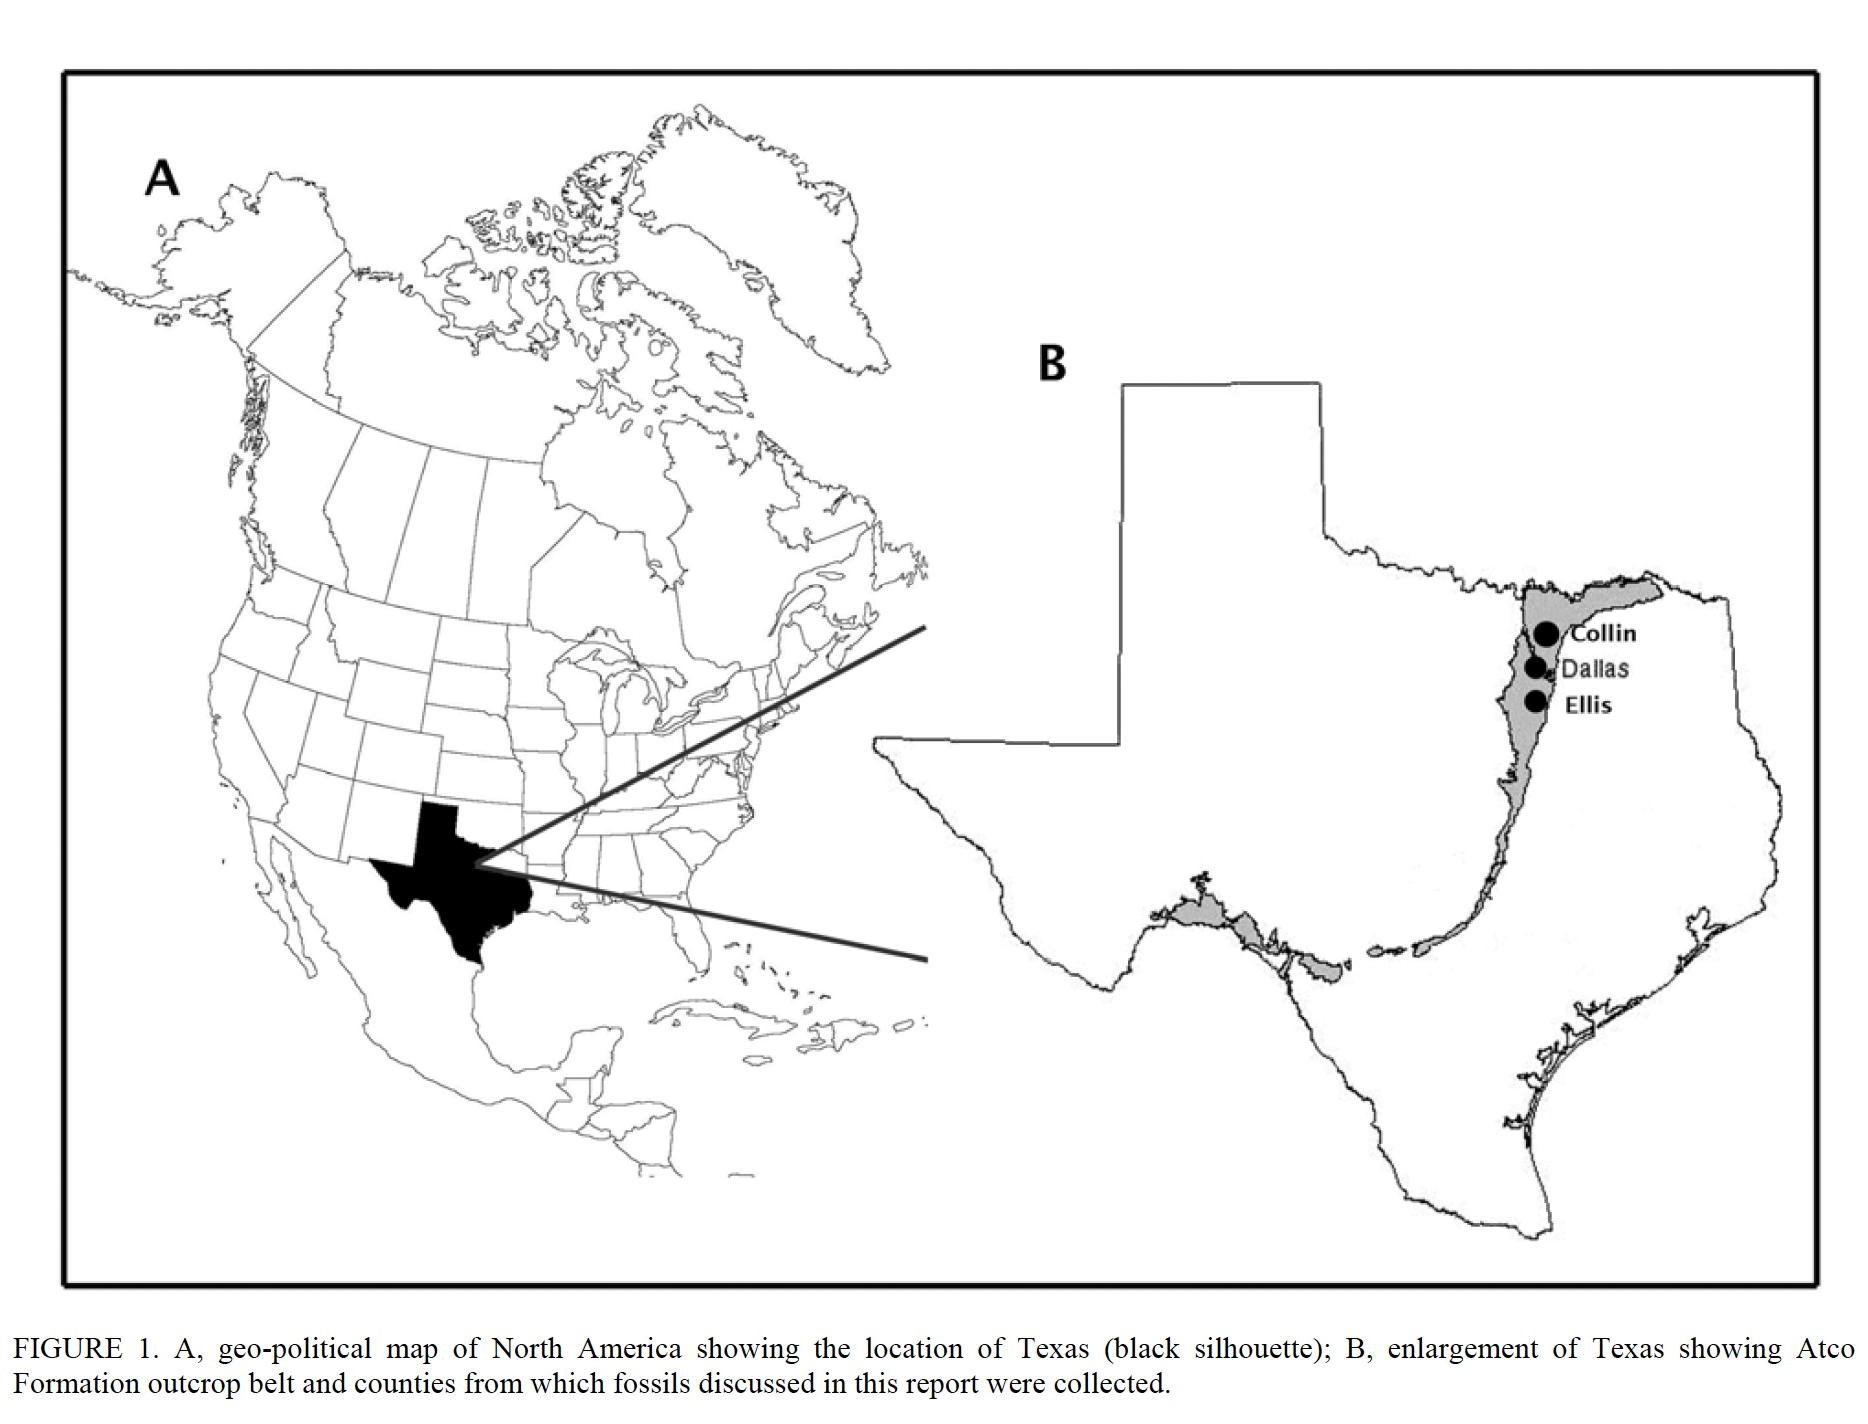 A
B
Collin
Dallas
Ellis
FIGURE 1. A, geo-political map of North America showing the location of Texas (black silhouette); B, enlargement of Texas showing Atco
Formation outcrop belt and counties from which fossils discussed in this report were collected.